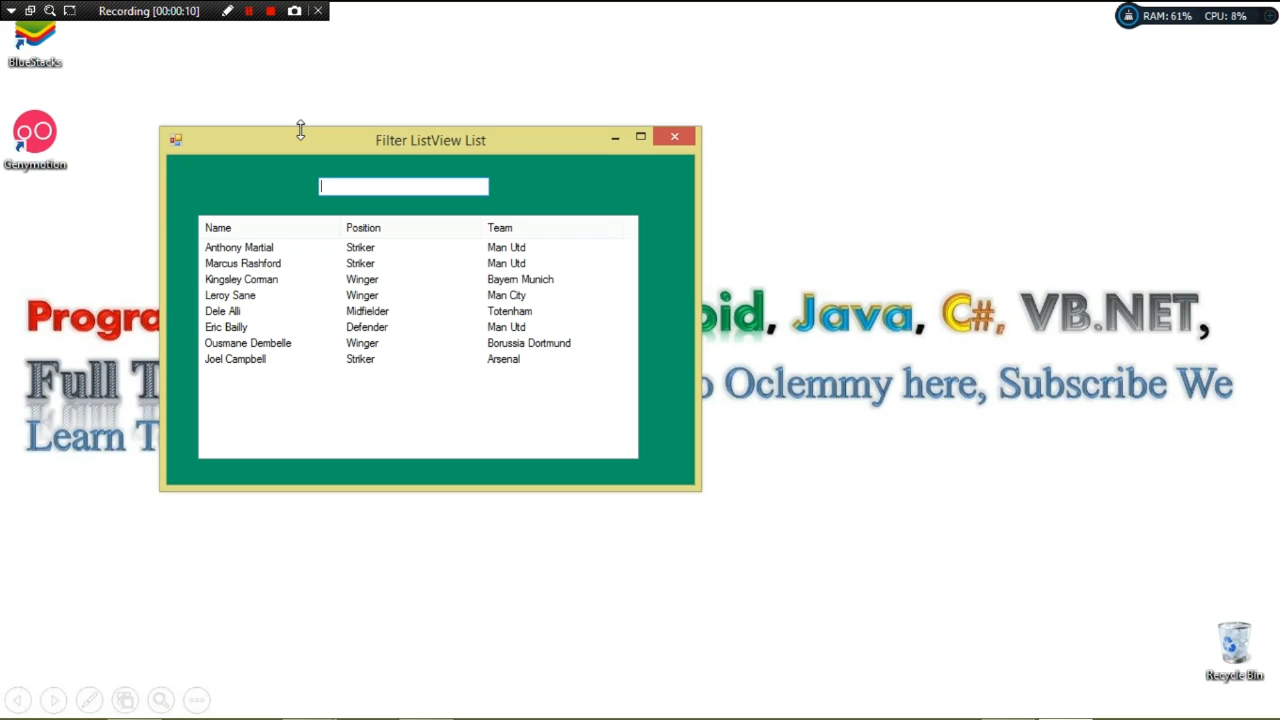 Recording [00:00:10]
RAM: 61% CPU: 8%
BlueStacks
Genymotion
Filter ListView List
Name Position Team
Anthony Martial Striker Man Utd
Marcus Rashford Striker Man Utd
Kingsley Corman Winger Bayern Munich
Leroy Sane Winger Man City
Dele Alli Midfielder Totenham
Eric Bailly Defender Man Utd
Ousmane Dembelle Winger Borussia Dortmund
Joel Campbell Striker Arsenal
Progra oid, Java, C#, VB.NET,
Full T o Oclemmy here, Subscribe We
Learn T
Recycle Bin